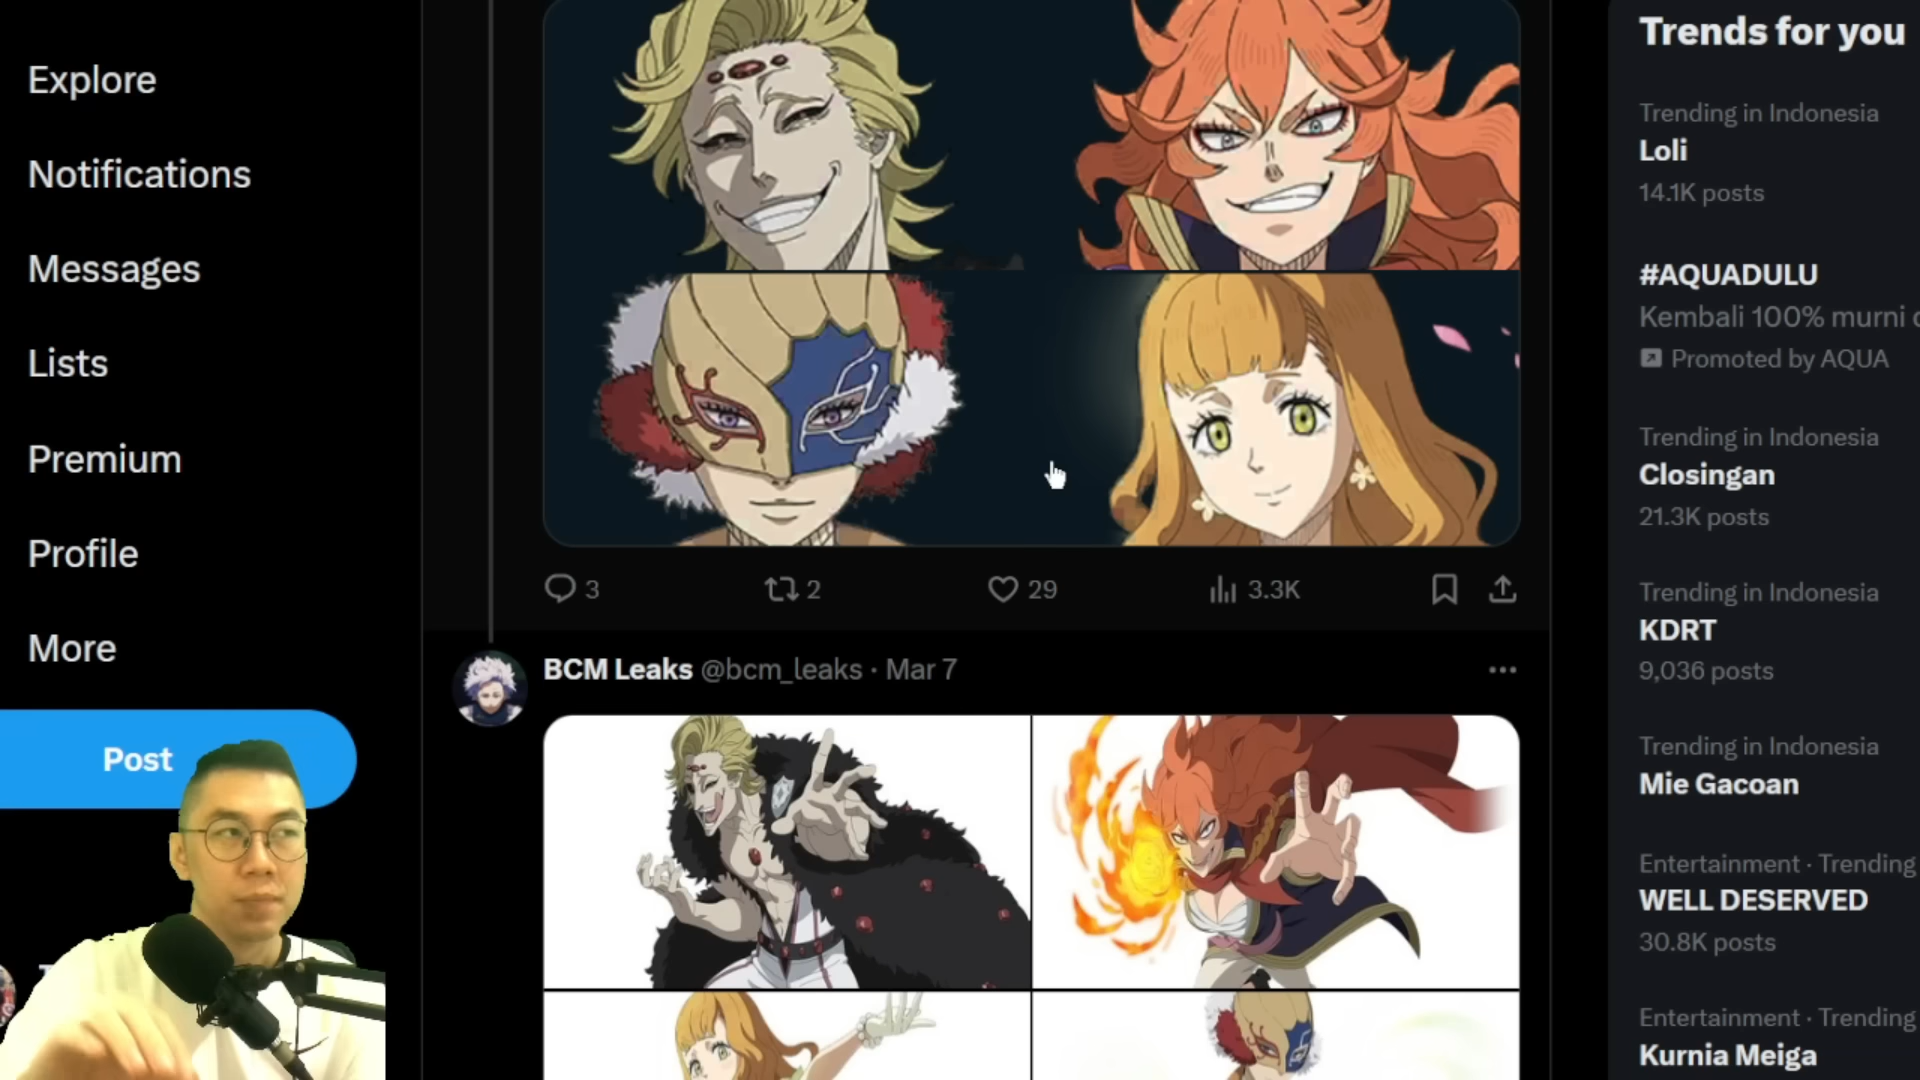 Explore
Notifications
Messages
Lists
Premium
Profile
More
Post
3
2
29
3.3K
BCM Leaks @bcm_leaks · Mar 7
Trends for you
Trending in Indonesia
Loli
14.1K posts
#AQUADULU
Kembali 100% murni
Promoted by AQUA
Trending in Indonesia
Closingan
21.3K posts
Trending in Indonesia
KDRT
9,036 posts
Trending in Indonesia
Mie Gacoan
Entertainment · Trending
WELL DESERVED
30.8K posts
Entertainment · Trending
Kurnia Meiga